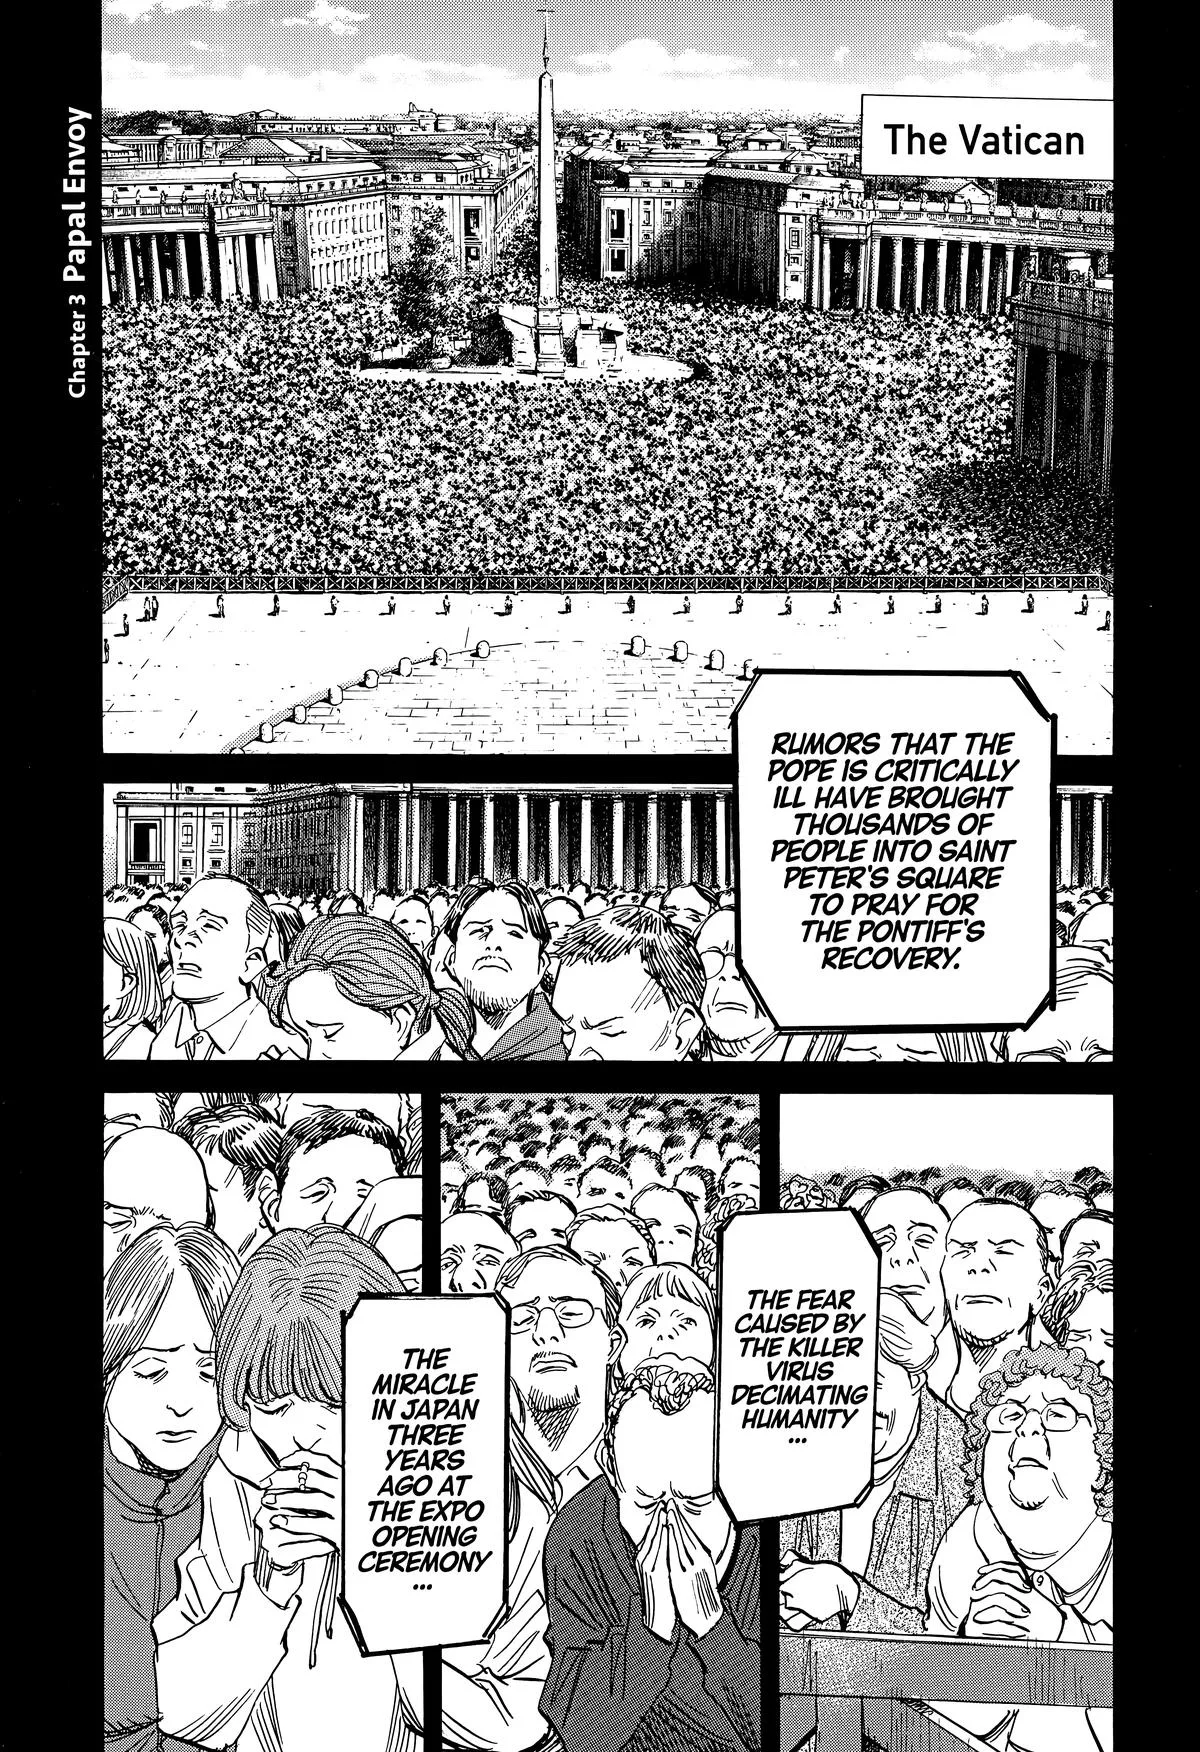 The Vatican
Chapter 3 Papal Envoy
RUMORS THAT THE
POPE IS CRITICALLY
ILL HAVE BROUGHT
THOUSANDS OF
PEOPLE INTO SAINT
PETER'S SQUARE
TO PRAY FOR
THE PONTIFF'S
RECOVERY.
THE FEAR
CAUSED BY
THE KILLER
VIRUS
DECIMATING
HUMANITY
...
THE
MIRACLE
IN JAPAN
THREE
YEARS
AGO AT
THE EXPO
OPENING
CEREMONY
...